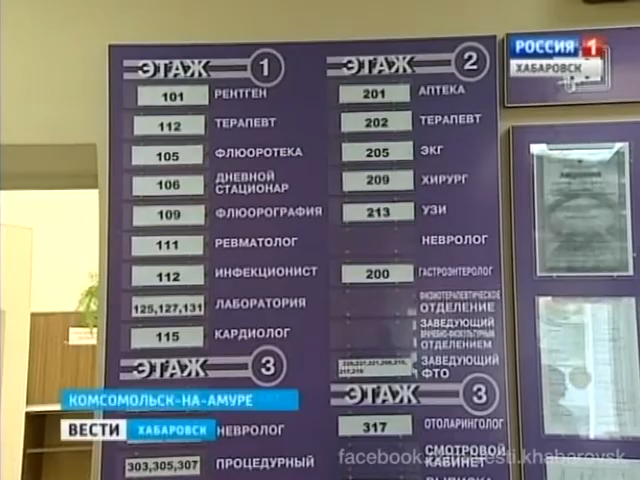 ЭТАЖ 1
101 РЕНТГЕН
112 ТЕРАПЕВТ
105 ФЛЮОРОТЕКА
106 ДНЕВНОЙ
СТАЦИОНАР
109 ФЛЮОРОГРАФИЯ
111 РЕВМАТОЛОГ
112 ИНФЕКЦИОНИСТ
125,127,131 ЛАБОРАТОРИЯ
115 КАРДИОЛОГ
ЭТАЖ 3
НЕВРОЛОГ
303,305,307 ПРОЦЕДУРНЫЙ
ЭТАЖ 2
201 АПТЕКА
202 ТЕРАПЕВТ
205 ЭКГ
209 ХИРУРГ
213 УЗИ
НЕВРОЛОГ
200 ГАСТРОЭНТЕРОЛОГ
ФИЗИОТЕРАПЕВТИЧЕСКОЕ
ОТДЕЛЕНИЕ
ЗАВЕДУЮЩИЙ
ВРАЧЕБНО-ФИЗКУЛЬТУРНЫМ
ОТДЕЛЕНИЕМ
ЗАВЕДУЮЩИЙ
ФТО
ЭТАЖ 3
317 ОТОЛАРИНГОЛОГ
СМОТРОВОЙ
КАБИНЕТ
ВЫПИСКА
РОССИЯ 1
ХАБАРОВСК
КОМСОМОЛЬСК-НА-АМУРЕ
ВЕСТИ ХАБАРОВСК